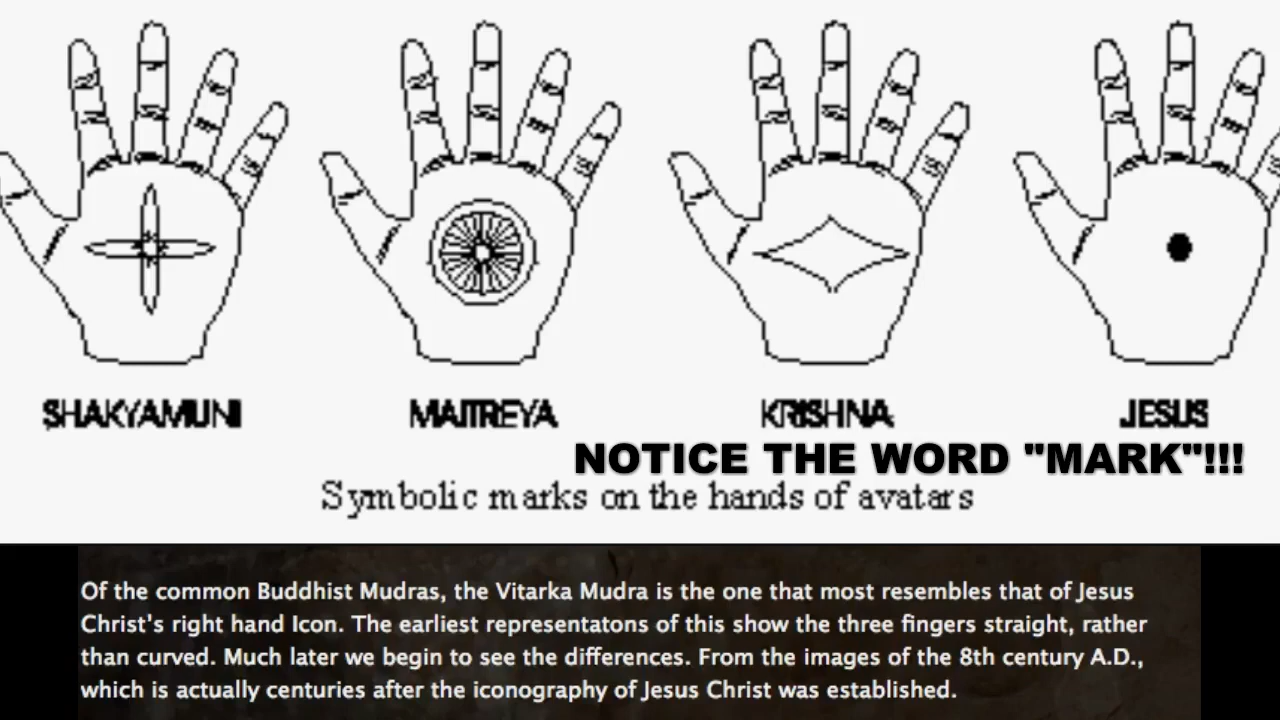 SHAKYAMUNI MAITREYA KRISHNA JESUS
NOTICE THE WORD "MARK"!!!
Symbolic marks on the hands of avatars
Of the common Buddhist Mudras, the Vitarka Mudra is the one that most resembles that of Jesus
Christ's right hand Icon. The earliest representatons of this show the three fingers straight, rather
than curved. Much later we begin to see the differences. From the images of the 8th century A.D.,
which is actually centuries after the iconography of Jesus Christ was established.